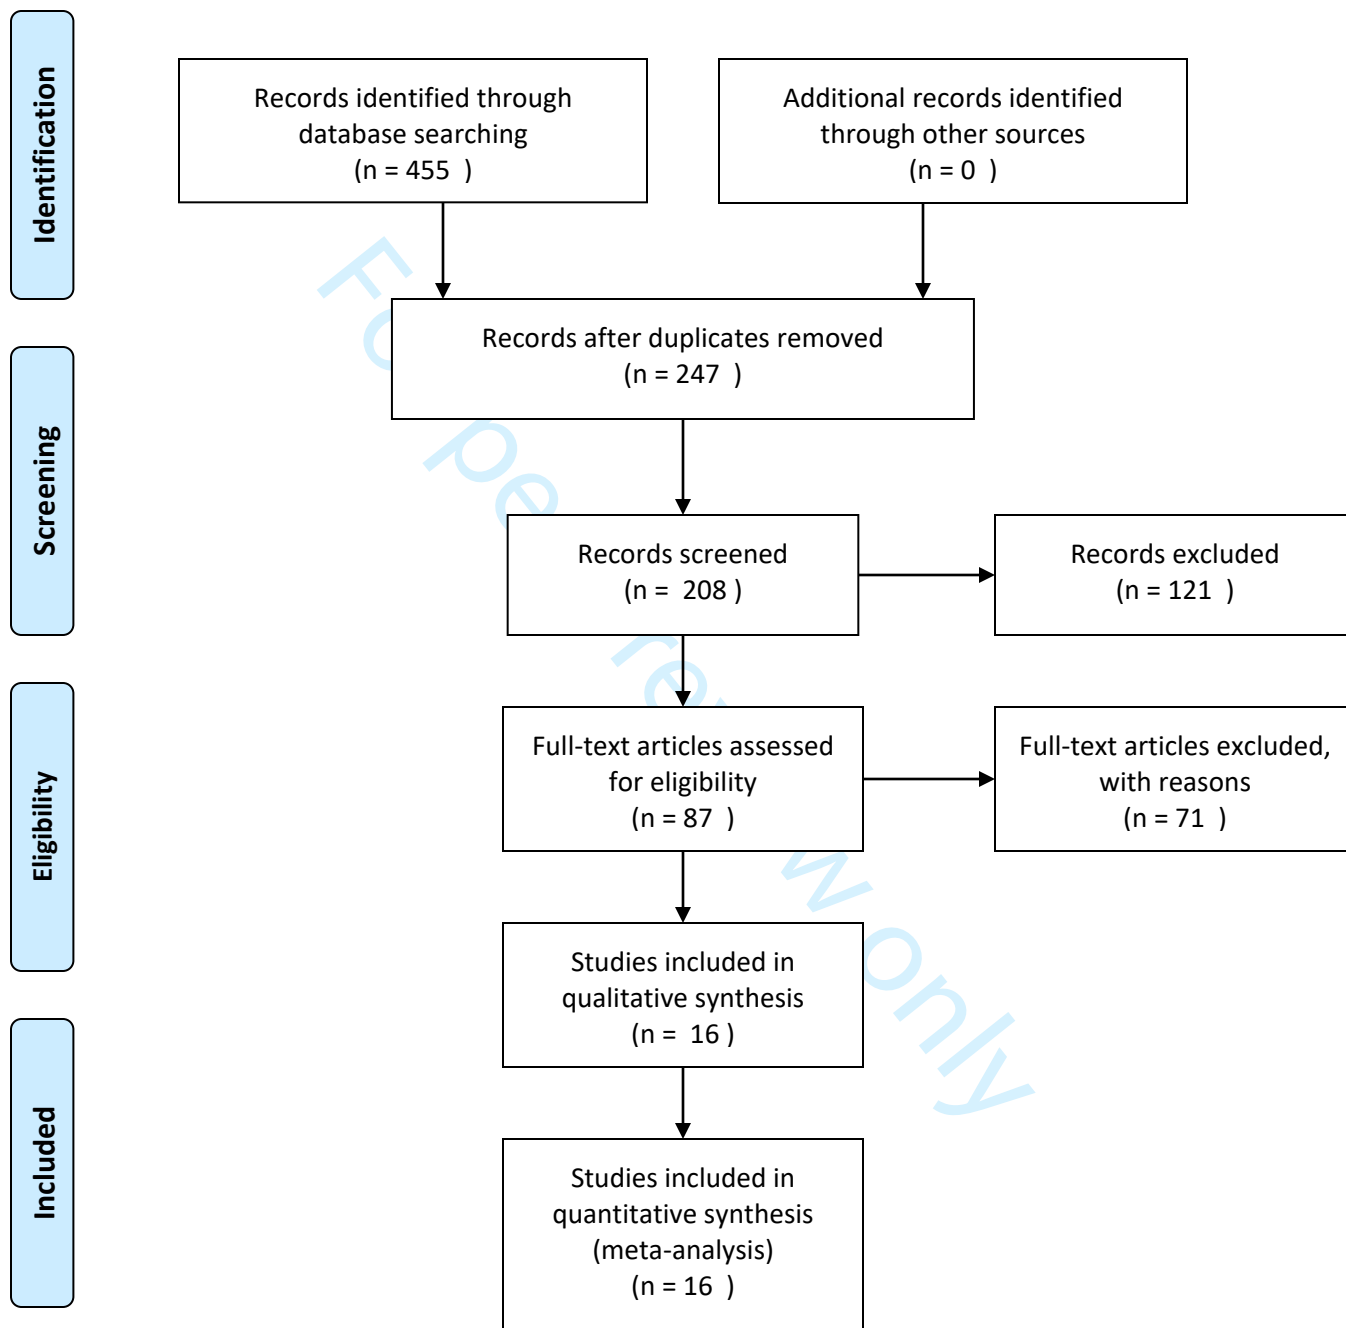 Identification
Records identified through
database searching
(n = 455  )
Additional records identified
through other sources
(n = 0  )
Records after duplicates removed
(n = 247  )
Screening
Records screened
(n =  208 )
Records excluded
(n = 121  )
Eligibility
Full-text articles assessed
for eligibility
(n = 87  )
Full-text articles excluded,
with reasons
(n = 71  )
Studies included in
qualitative synthesis
(n =  16 )
Included
Studies included in
quantitative synthesis
(meta-analysis)
(n = 16  )
only